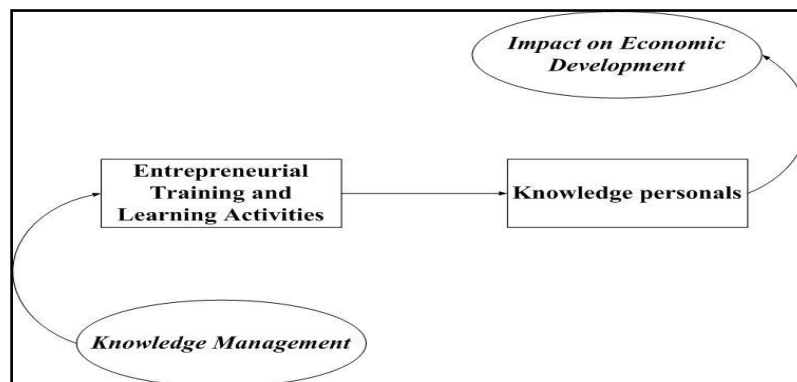 Impact on Economic
Development
Entrepreneurial
Training and
Learning Activities
Knowledge personals
Knowledge Management